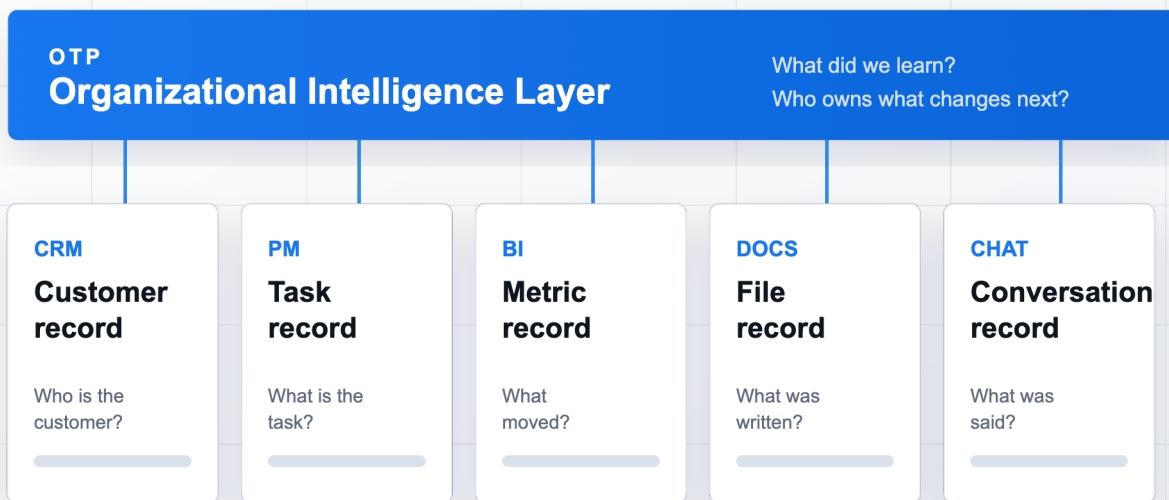 OTP
Organizational Intelligence Layer
What did we learn?
Who owns what changes next?
CRM
Customer
record
Who is the
customer?
PM
Task
record
What is the
task?
BI
Metric
record
What
moved?
DOCS
File
record
What was
written?
CHAT
Conversation
record
What was
said?